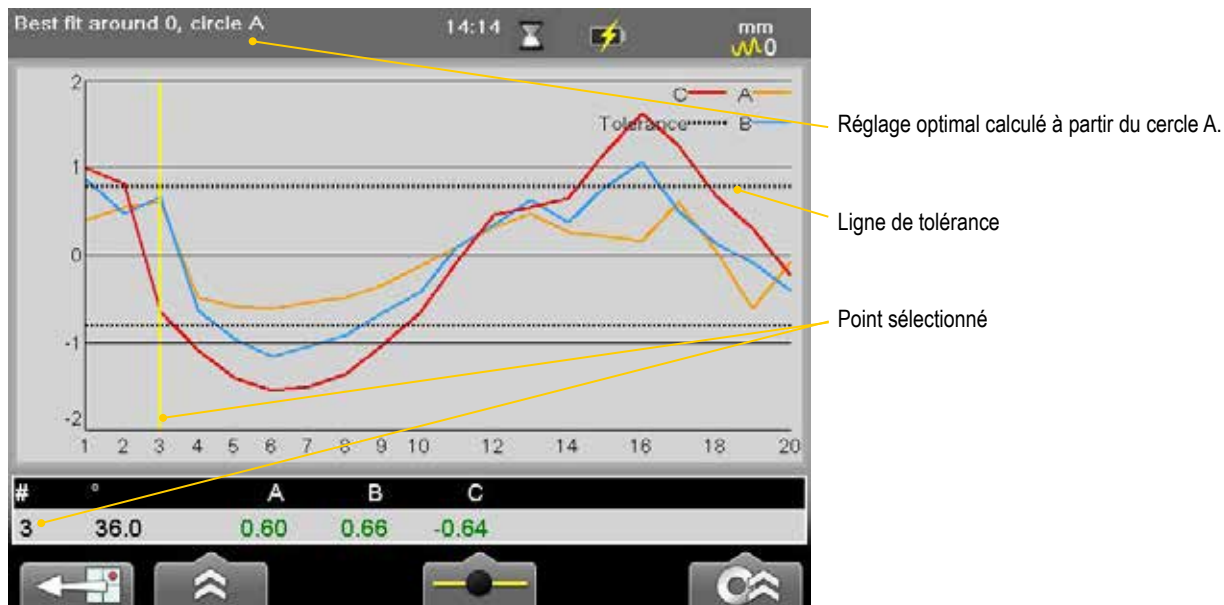 Best fit around 0, circle A
14:14
mm
0
2
C A
Tolerance B
1
0
-1
-2
1 2 3 4 5 6 7 8 9 10 12 14 16 18 20
# ° A B C
3 36.0 0.60 0.66 -0.64
Réglage optimal calculé à partir du cercle A.
Ligne de tolérance
Point sélectionné